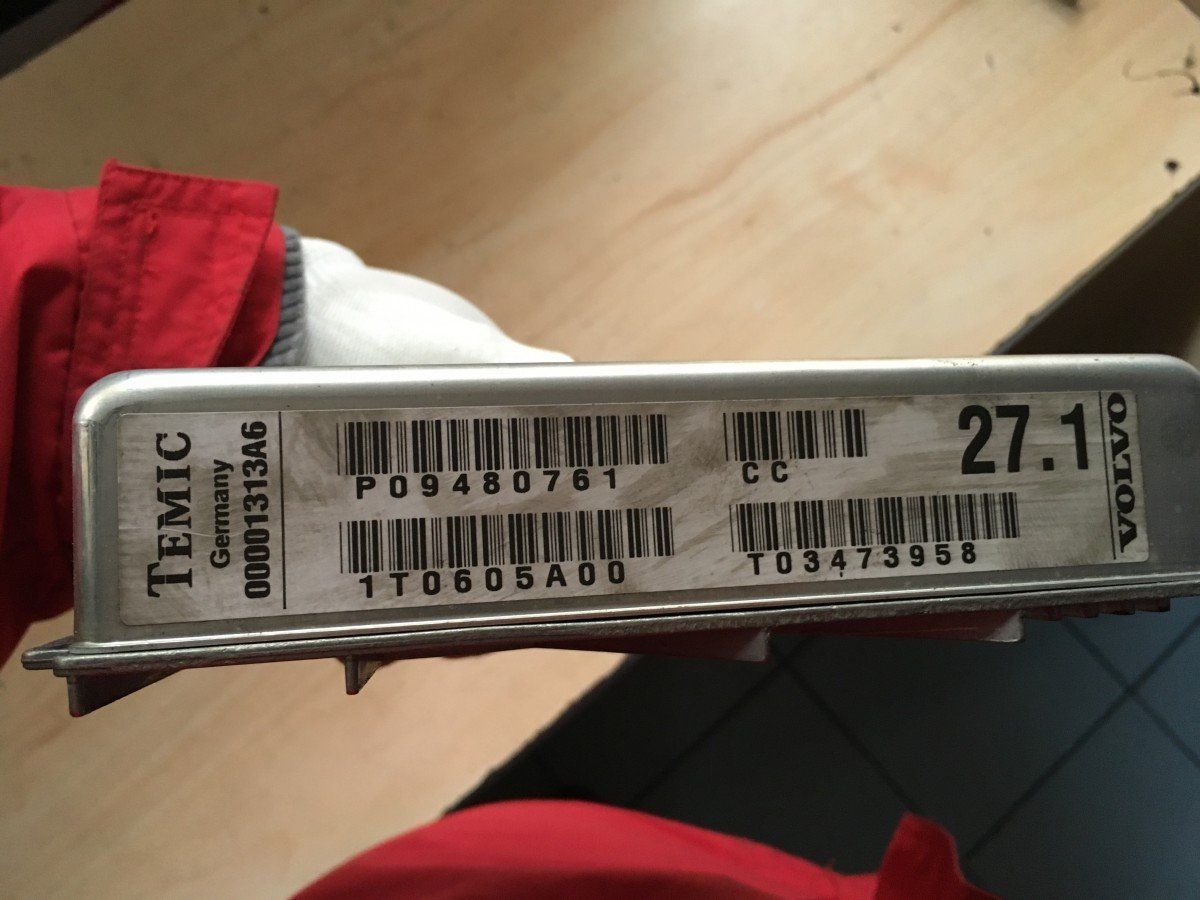 TEMIC
Germany
00001313A6
P09480761
1T0605A00
CC
T03473958
27.1
VOLVO